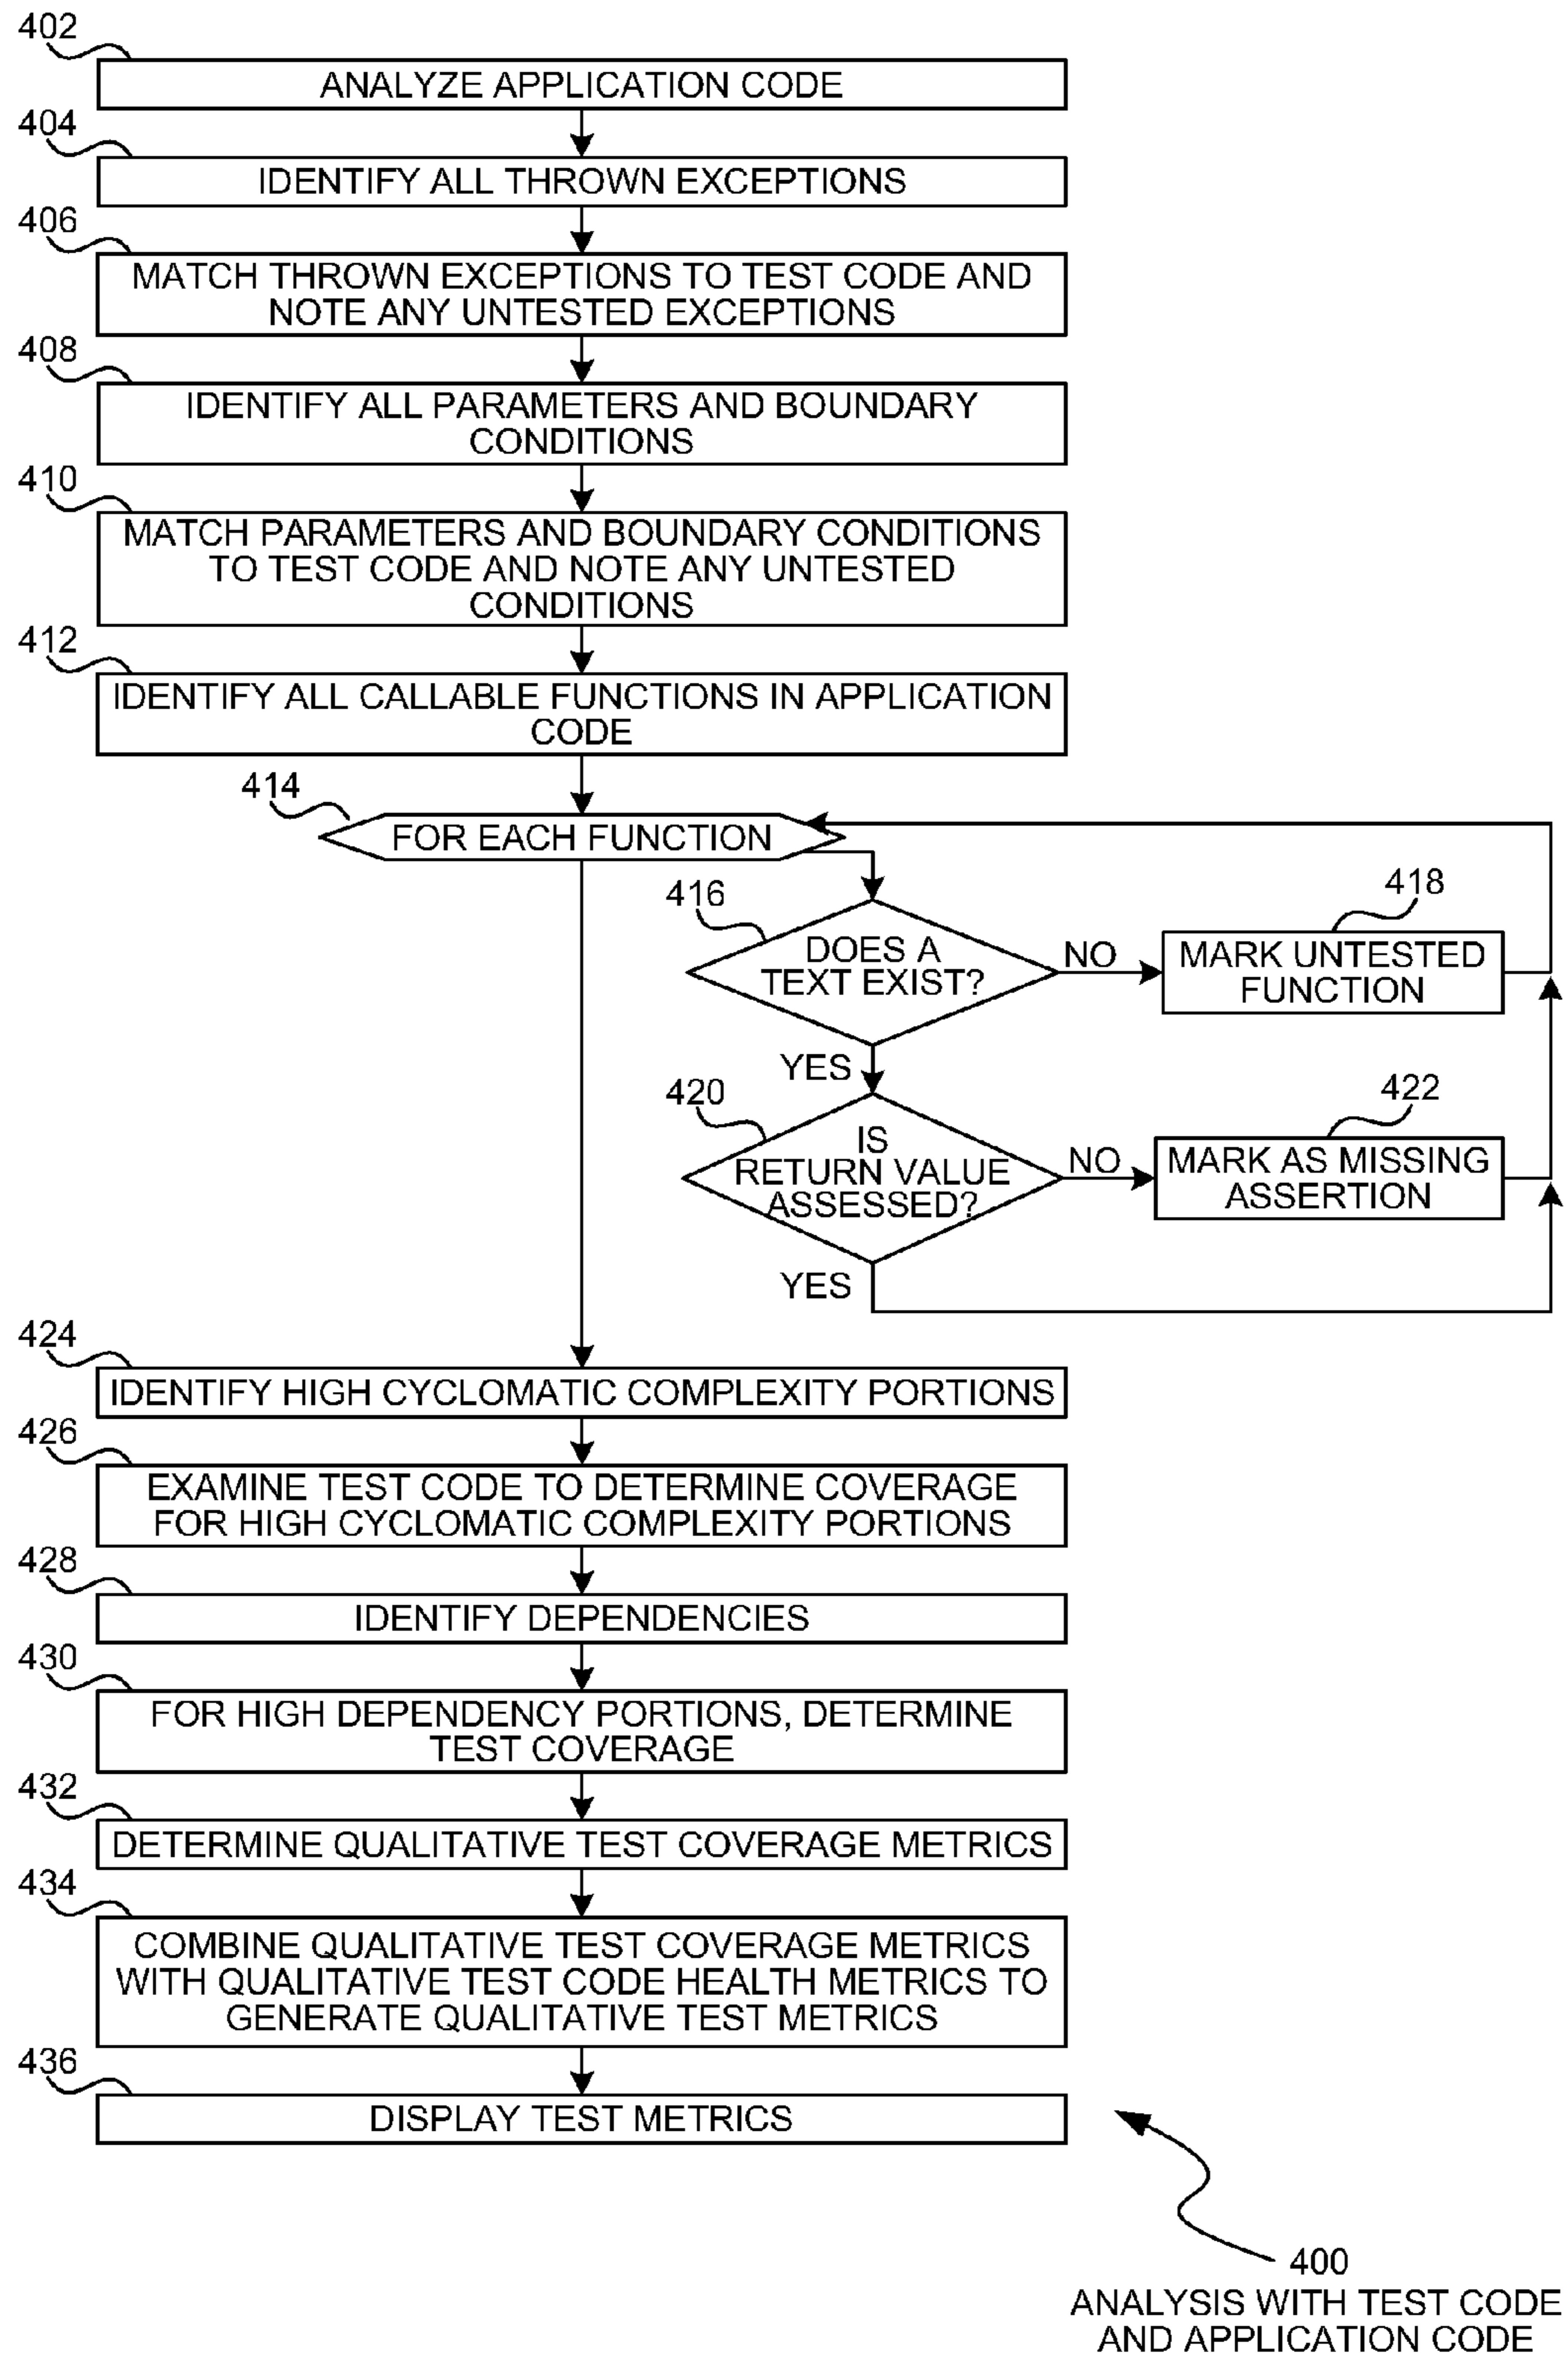 402
ANALYZE APPLICATION CODE
404
IDENTIFY ALL THROWN EXCEPTIONS
406
MATCH THROWN EXCEPTIONS TO TEST CODE AND
NOTE ANY UNTESTED EXCEPTIONS
408
IDENTIFY ALL PARAMETERS AND BOUNDARY
CONDITIONS
410
MATCH PARAMETERS AND BOUNDARY CONDITIONS
TO TEST CODE AND NOTE ANY UNTESTED
CONDITIONS
412
IDENTIFY ALL CALLABLE FUNCTIONS IN APPLICATION
CODE
414
FOR EACH FUNCTION
416
DOES A
TEXT EXIST?
NO
418
MARK UNTESTED
FUNCTION
YES
420
IS
RETURN VALUE
ASSESSED?
NO
422
MARK AS MISSING
ASSERTION
YES
424
IDENTIFY HIGH CYCLOMATIC COMPLEXITY PORTIONS
426
EXAMINE TEST CODE TO DETERMINE COVERAGE
FOR HIGH CYCLOMATIC COMPLEXITY PORTIONS
428
IDENTIFY DEPENDENCIES
430
FOR HIGH DEPENDENCY PORTIONS, DETERMINE
TEST COVERAGE
432
DETERMINE QUALITATIVE TEST COVERAGE METRICS
434
COMBINE QUALITATIVE TEST COVERAGE METRICS
WITH QUALITATIVE TEST CODE HEALTH METRICS TO
GENERATE QUALITATIVE TEST METRICS
436
DISPLAY TEST METRICS
400
ANALYSIS WITH TEST CODE
AND APPLICATION CODE